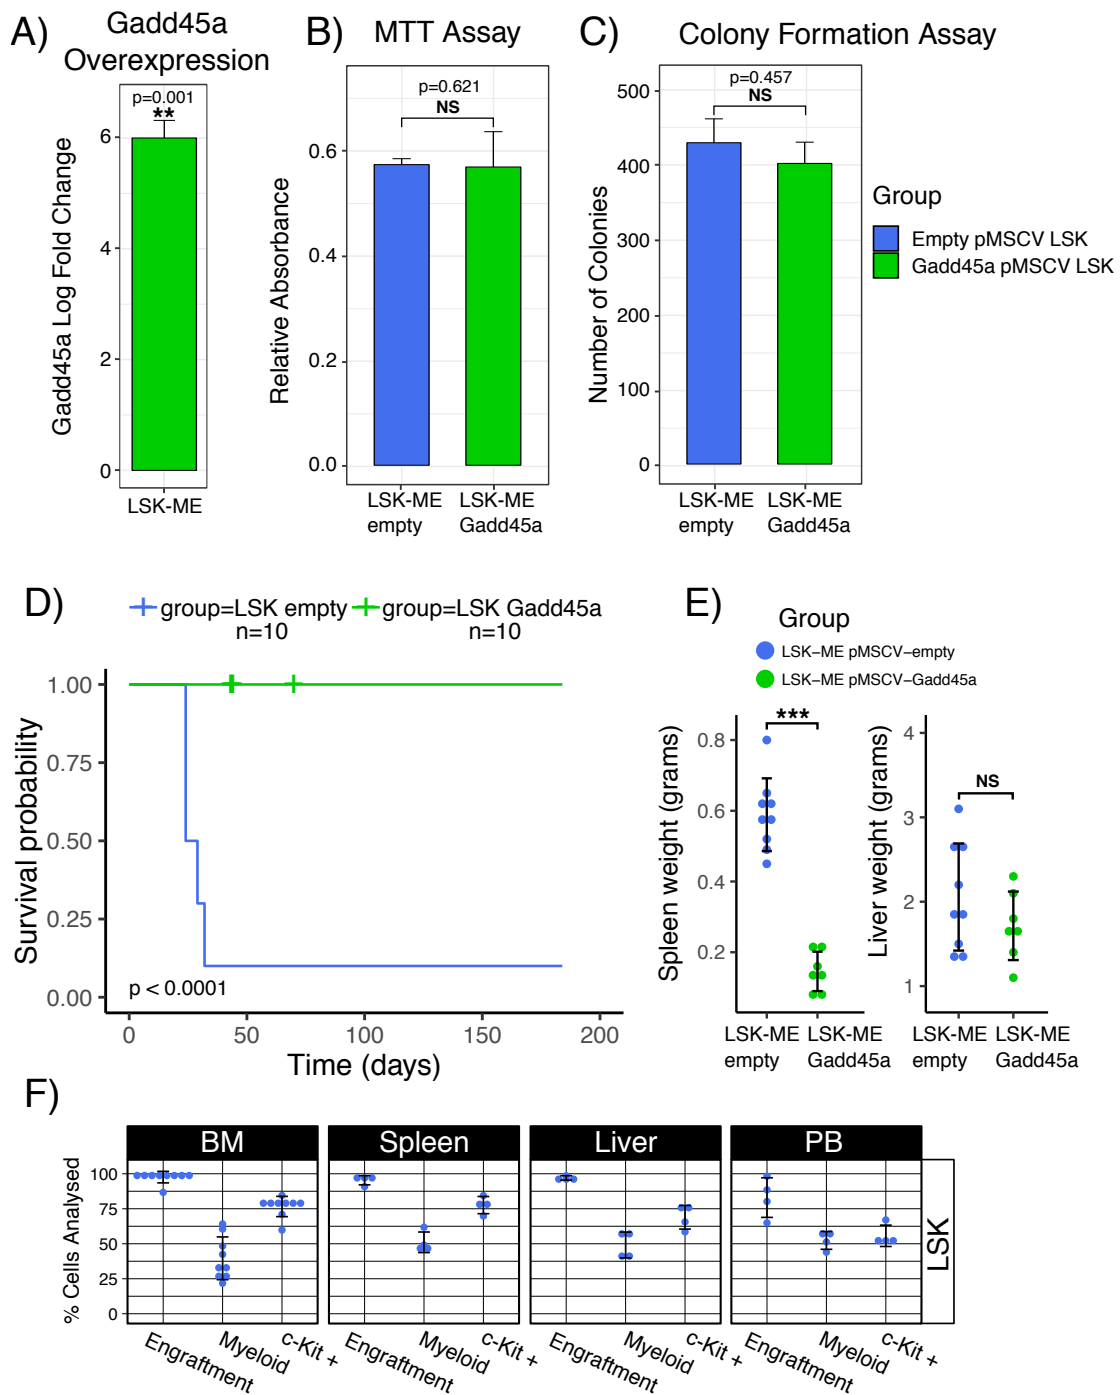 A)
Gadd45a
Overexpression
p=0.001
**
6
4
2
0
Gadd45a Log Fold Change
LSK-ME
B)
MTT Assay
p=0.621
NS
0.6
0.4
0.2
0.0
Relative Absorbance
LSK-ME
empty
LSK-ME
Gadd45a
C)
Colony Formation Assay
p=0.457
NS
500
400
300
200
100
0
Number of Colonies
LSK-ME
empty
LSK-ME
Gadd45a
Group
Empty pMSCV LSK
Gadd45a pMSCV LSK
D)
group=LSK empty
n=10
group=LSK Gadd45a
n=10
1.00
0.75
0.50
0.25
0.00
Survival probability
p < 0.0001
0 50 100 150 200
Time (days)
E)
Group
LSK–ME pMSCV–empty
LSK–ME pMSCV–Gadd45a
***
0.8
0.6
0.4
0.2
Spleen weight (grams)
LSK-ME
empty
LSK-ME
Gadd45a
NS
4
3
2
1
Liver weight (grams)
LSK-ME
empty
LSK-ME
Gadd45a
F)
BM Spleen Liver PB
100
75
50
25
0
% Cells Analysed
LSK
Engraftment Myeloid c-Kit +
Engraftment Myeloid c-Kit +
Engraftment Myeloid c-Kit +
Engraftment Myeloid c-Kit +